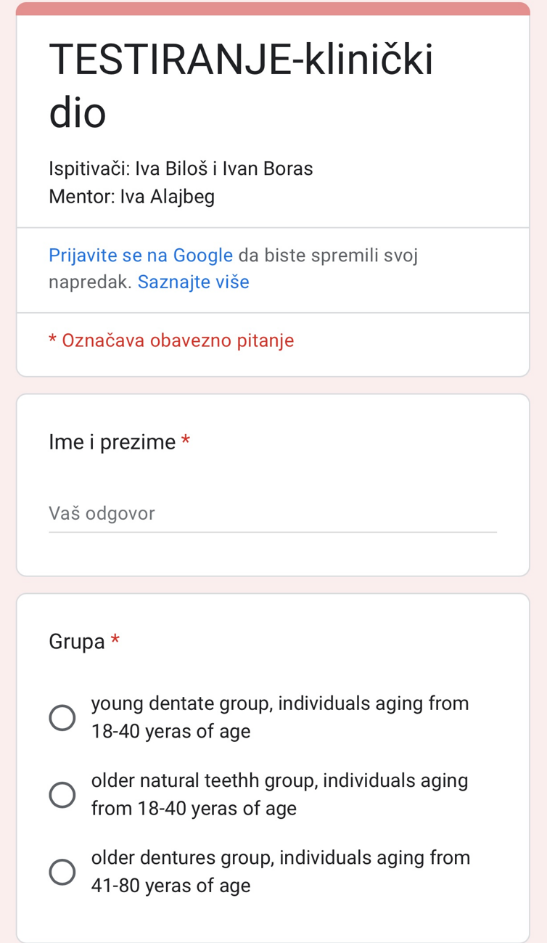 TESTIRANJE-klinički
dio
Ispitivači: Iva Biloš i Ivan Boras
Mentor: Iva Alajbeg
Prijavite se na Google da biste spremili svoj
napredak. Saznajte više
* Označava obavezno pitanje
Ime i prezime *
Vaš odgovor
Grupa *
young dentate group, individuals aging from
18-40 yeras of age
older natural teethh group, individuals aging
from 18-40 yeras of age
older dentures group, individuals aging from
41-80 yeras of age